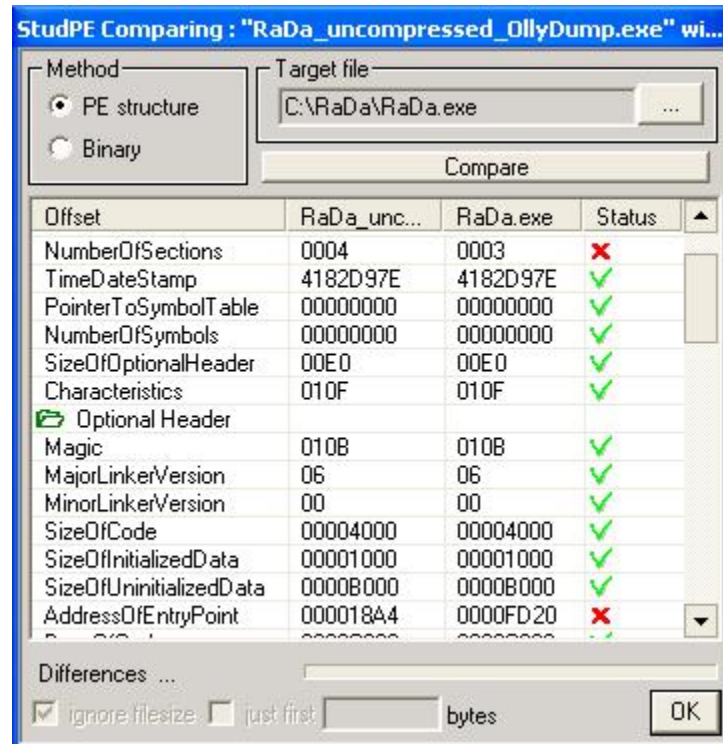 StudPE Comparing : "RaDa_uncompressed_OllyDump.exe" wi...
Method
PE structure
Binary
Target file
C:\RaDa\RaDa.exe
...
Compare
Offset RaDa_unc... RaDa.exe Status
NumberOfSections 0004 0003
TimeDateStamp 4182D97E 4182D97E
PointerToSymbolTable 00000000 00000000
NumberOfSymbols 00000000 00000000
SizeOfOptionalHeader 00E0 00E0
Characteristics 010F 010F
Optional Header
Magic 010B 010B
MajorLinkerVersion 06 06
MinorLinkerVersion 00 00
SizeOfCode 00004000 00004000
SizeOfInitializedData 00001000 00001000
SizeOfUninitializedData 0000B000 0000B000
AddressOfEntryPoint 000018A4 0000FD20
Differences ...
ignore filesize just first bytes
OK